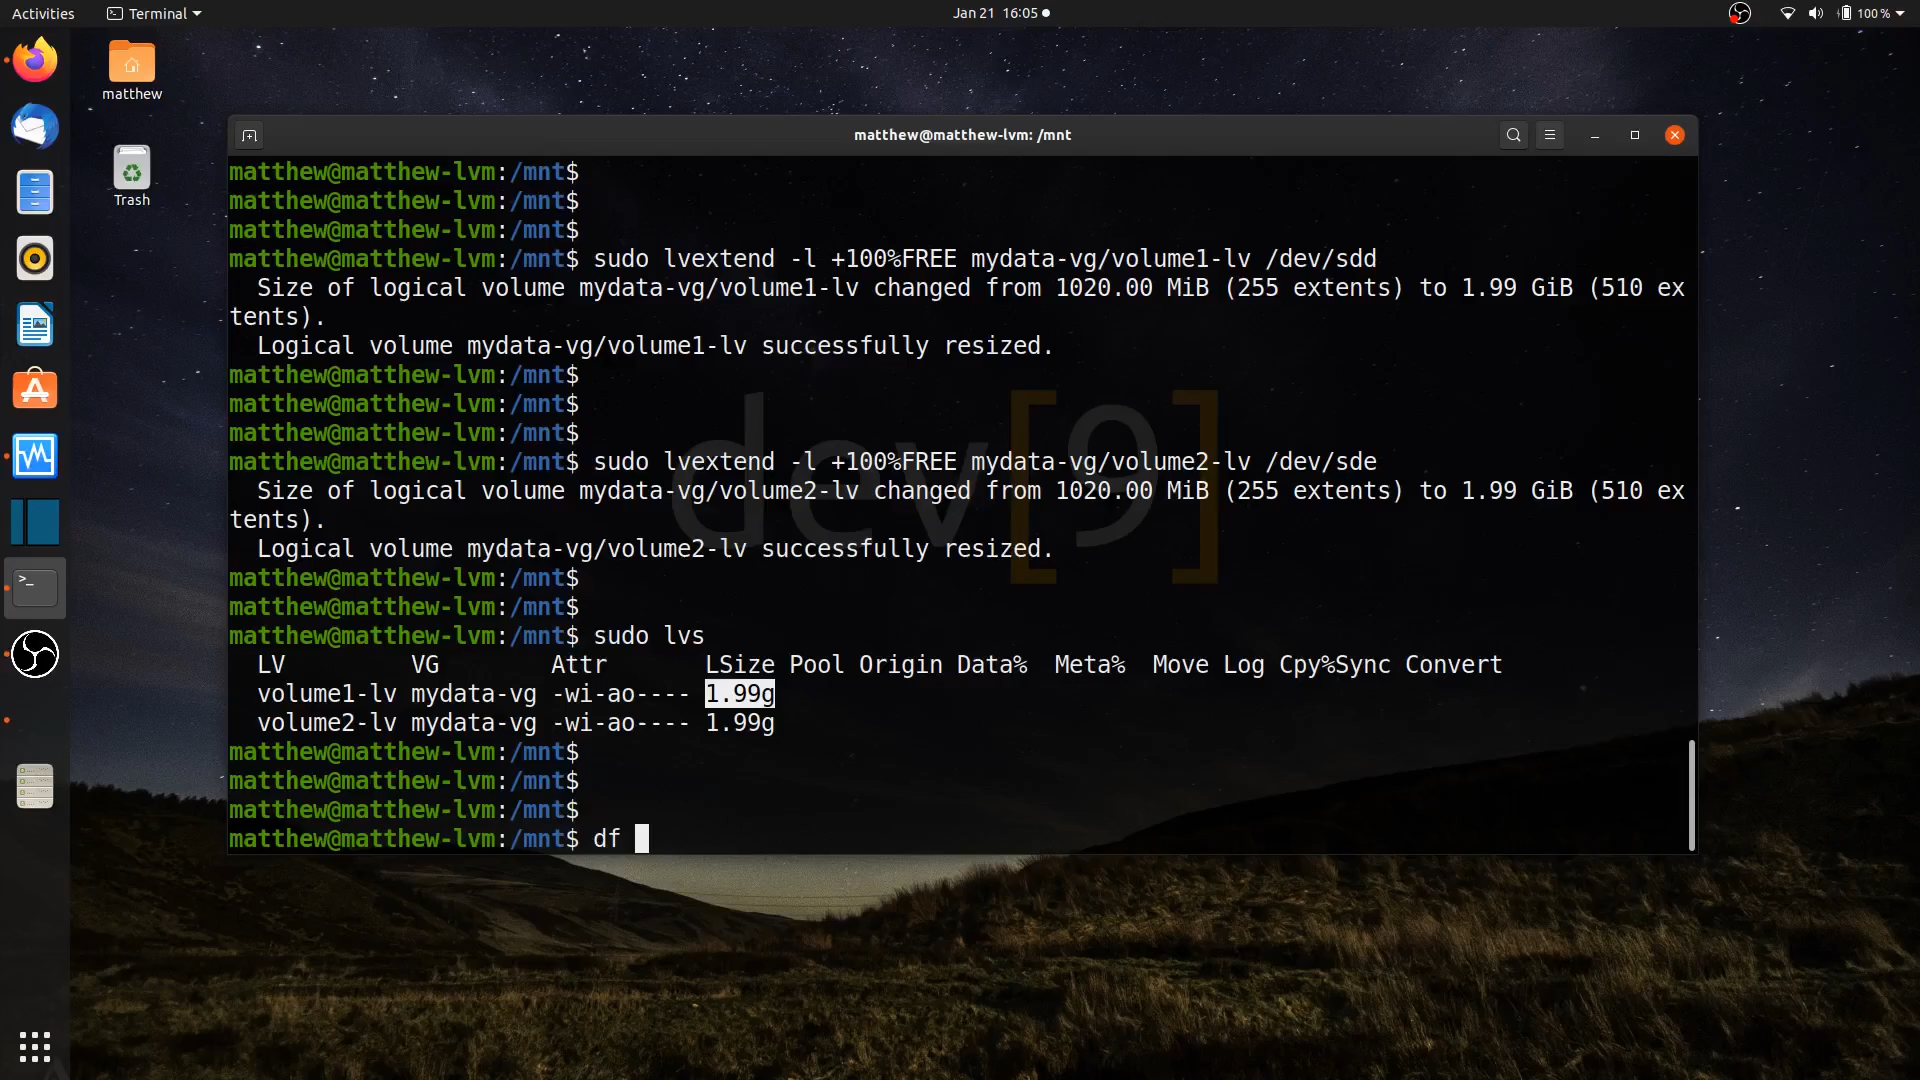 Activities
Terminal
Jan 21 16:05
100 %
matthew
Trash
matthew@matthew-lvm: /mnt
matthew@matthew-lvm:/mnt$
matthew@matthew-lvm:/mnt$
matthew@matthew-lvm:/mnt$
matthew@matthew-lvm:/mnt$ sudo lvextend -l +100%FREE mydata-vg/volume1-lv /dev/sdd
Size of logical volume mydata-vg/volume1-lv changed from 1020.00 MiB (255 extents) to 1.99 GiB (510 ex
tents).
Logical volume mydata-vg/volume1-lv successfully resized.
matthew@matthew-lvm:/mnt$
matthew@matthew-lvm:/mnt$
matthew@matthew-lvm:/mnt$
matthew@matthew-lvm:/mnt$ sudo lvextend -l +100%FREE mydata-vg/volume2-lv /dev/sde
Size of logical volume mydata-vg/volume2-lv changed from 1020.00 MiB (255 extents) to 1.99 GiB (510 ex
tents).
Logical volume mydata-vg/volume2-lv successfully resized.
matthew@matthew-lvm:/mnt$
matthew@matthew-lvm:/mnt$
matthew@matthew-lvm:/mnt$ sudo lvs
LV VG Attr LSize Pool Origin Data% Meta% Move Log Cpy%Sync Convert
volume1-lv mydata-vg -wi-ao---- 1.99g
volume2-lv mydata-vg -wi-ao---- 1.99g
matthew@matthew-lvm:/mnt$
matthew@matthew-lvm:/mnt$
matthew@matthew-lvm:/mnt$
matthew@matthew-lvm:/mnt$ df
dev[9]